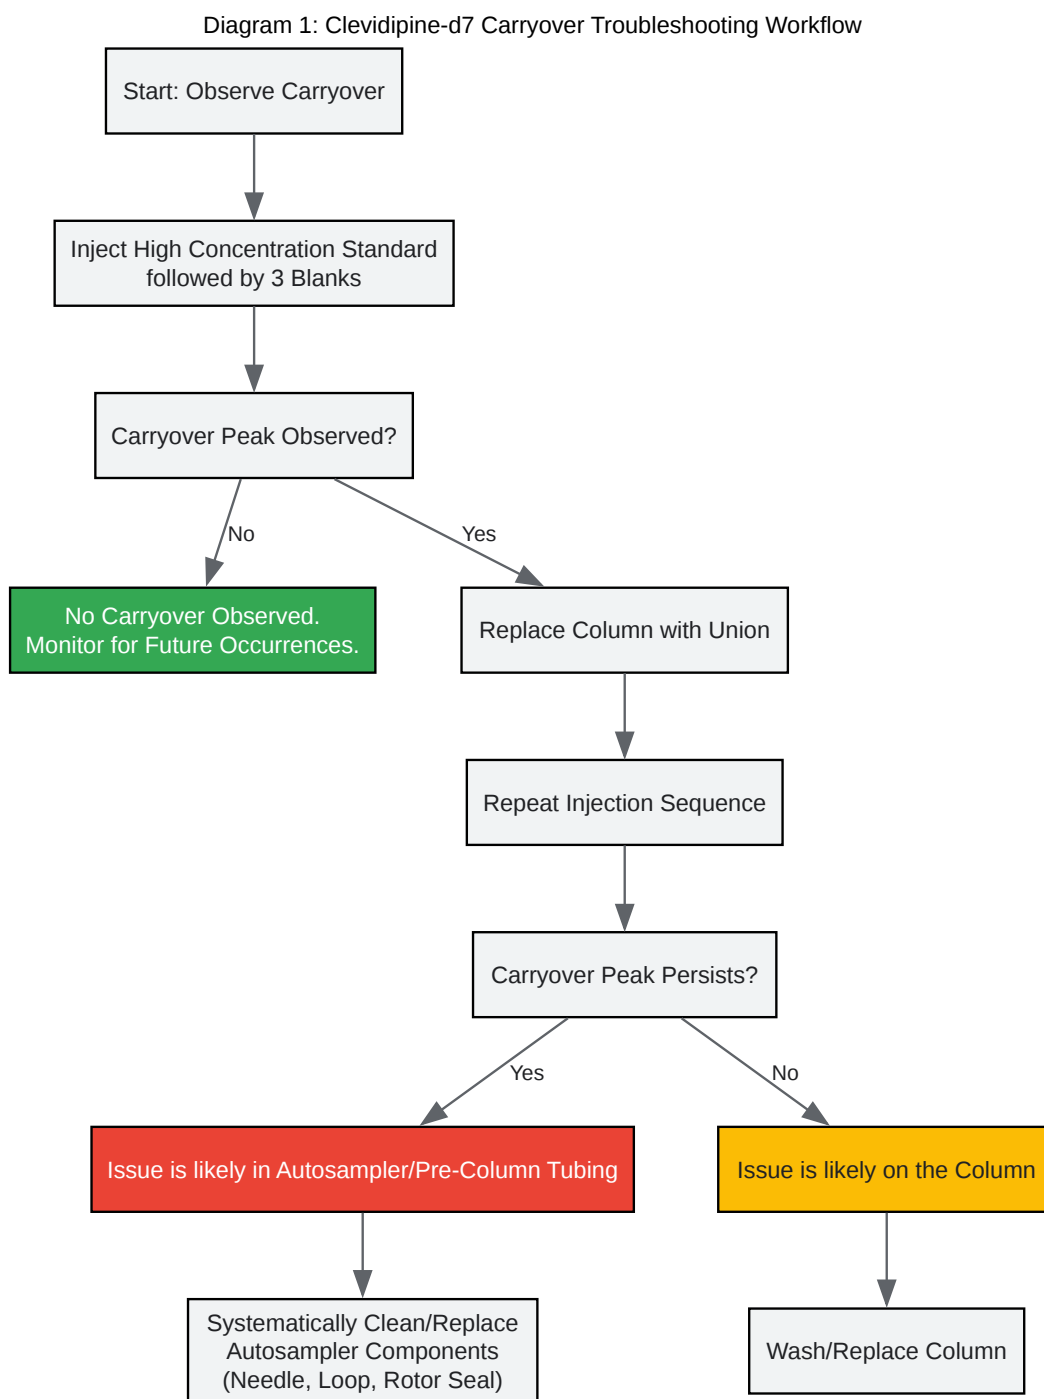 Diagram 1: Clevidipine-d7 Carryover Troubleshooting Workflow
Start: Observe Carryover
Inject High Concentration Standard
followed by 3 Blanks
Carryover Peak Observed?
No
Yes
No Carryover Observed.
Monitor for Future Occurrences.
Replace Column with Union
Repeat Injection Sequence
Carryover Peak Persists?
Yes
No
Issue is likely in Autosampler/Pre-Column Tubing
Issue is likely on the Column
Systematically Clean/Replace
Autosampler Components
(Needle, Loop, Rotor Seal)
Wash/Replace Column